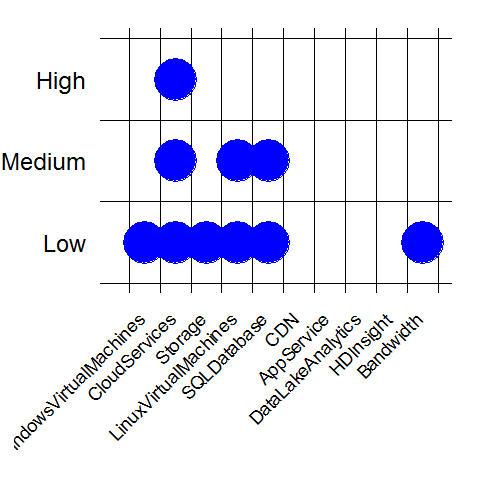 High
Medium
Low
ndowsVirtualMachines
CloudServices
Storage
LinuxVirtualMachines
SQLDatabase
CDN
AppService
DataLakeAnalytics
HDInsight
Bandwidth